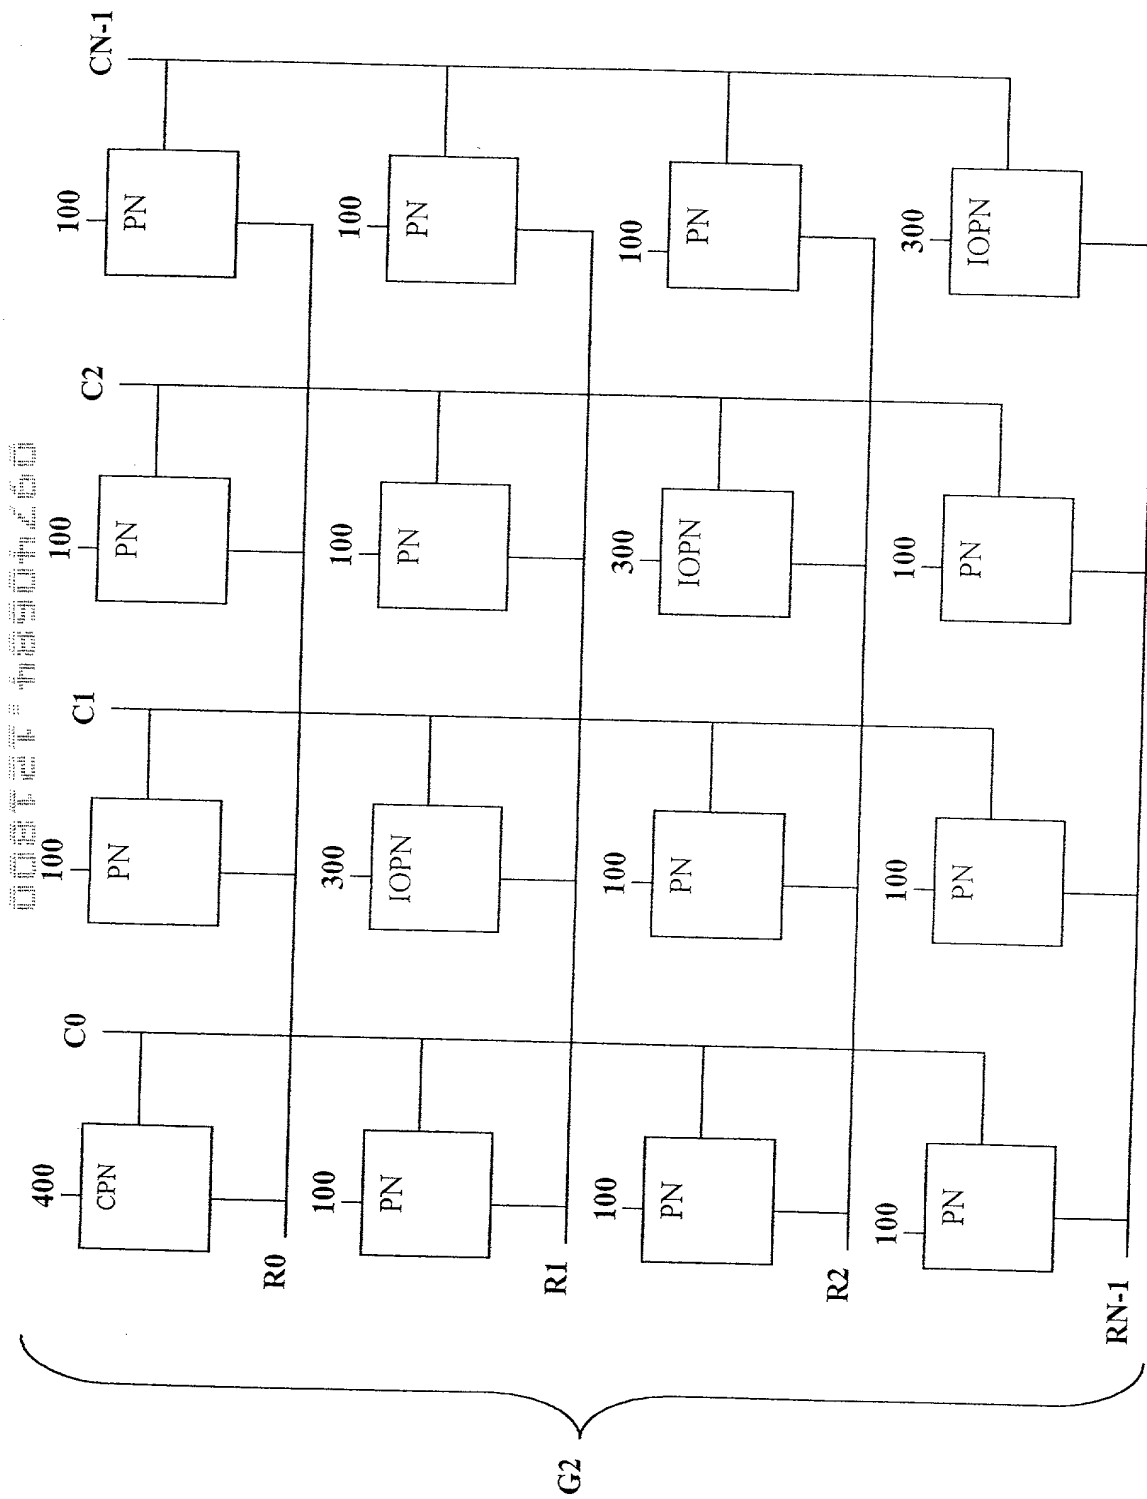 C0 C1 C2 CN-1
400 100 100 100
CPN PN PN PN
R0
100 300 100 100
PN IOPN PN PN
R1
G2
100 100 300 100
PN PN IOPN PN
R2
100 100 100 300
PN PN PN IOPN
RN-1